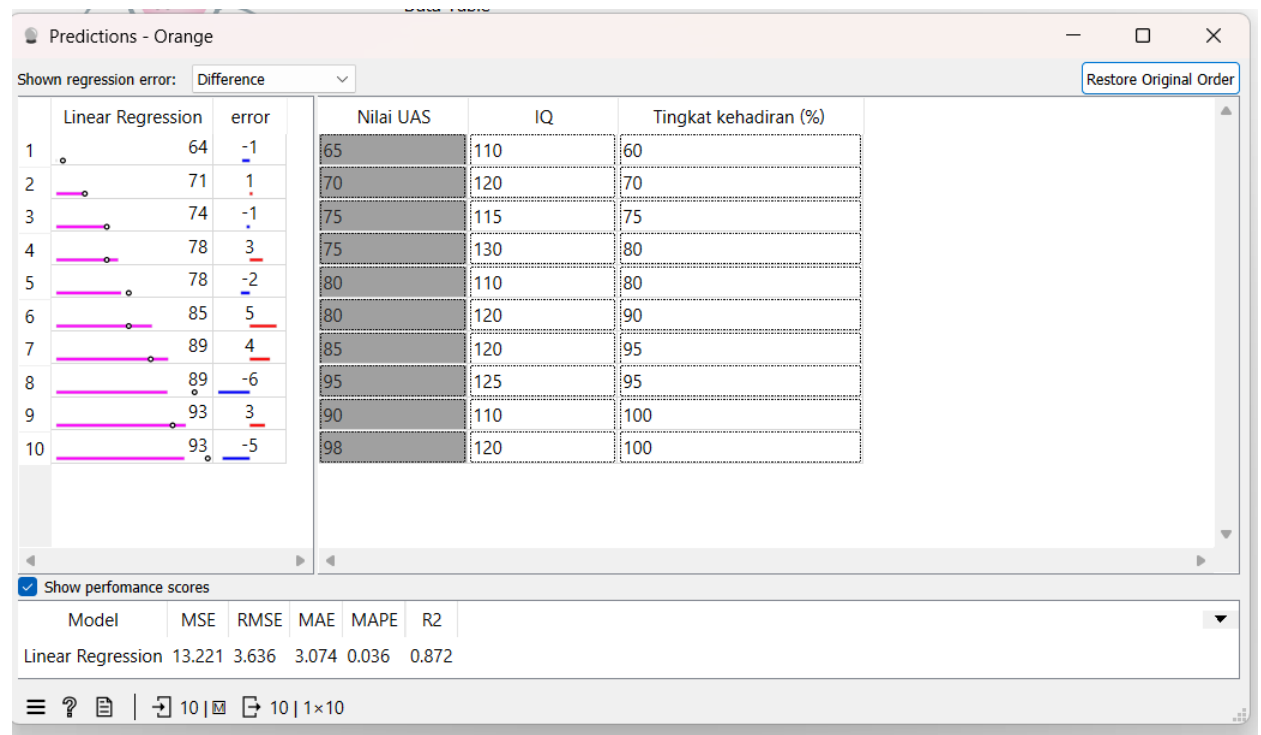 Data Table
Predictions - Orange
Shown regression error: Difference
Restore Original Order
Linear Regression error Nilai UAS IQ Tingkat kehadiran (%)
1 64 -1 65 110 60
2 71 1 70 120 70
3 74 -1 75 115 75
4 78 3 75 130 80
5 78 -2 80 110 80
6 85 5 80 120 90
7 89 4 85 120 95
8 89 -6 95 125 95
9 93 3 90 110 100
10 93 -5 98 120 100
Show perfomance scores
Model MSE RMSE MAE MAPE R2
Linear Regression 13.221 3.636 3.074 0.036 0.872
? 10 | M 10 | 1×10